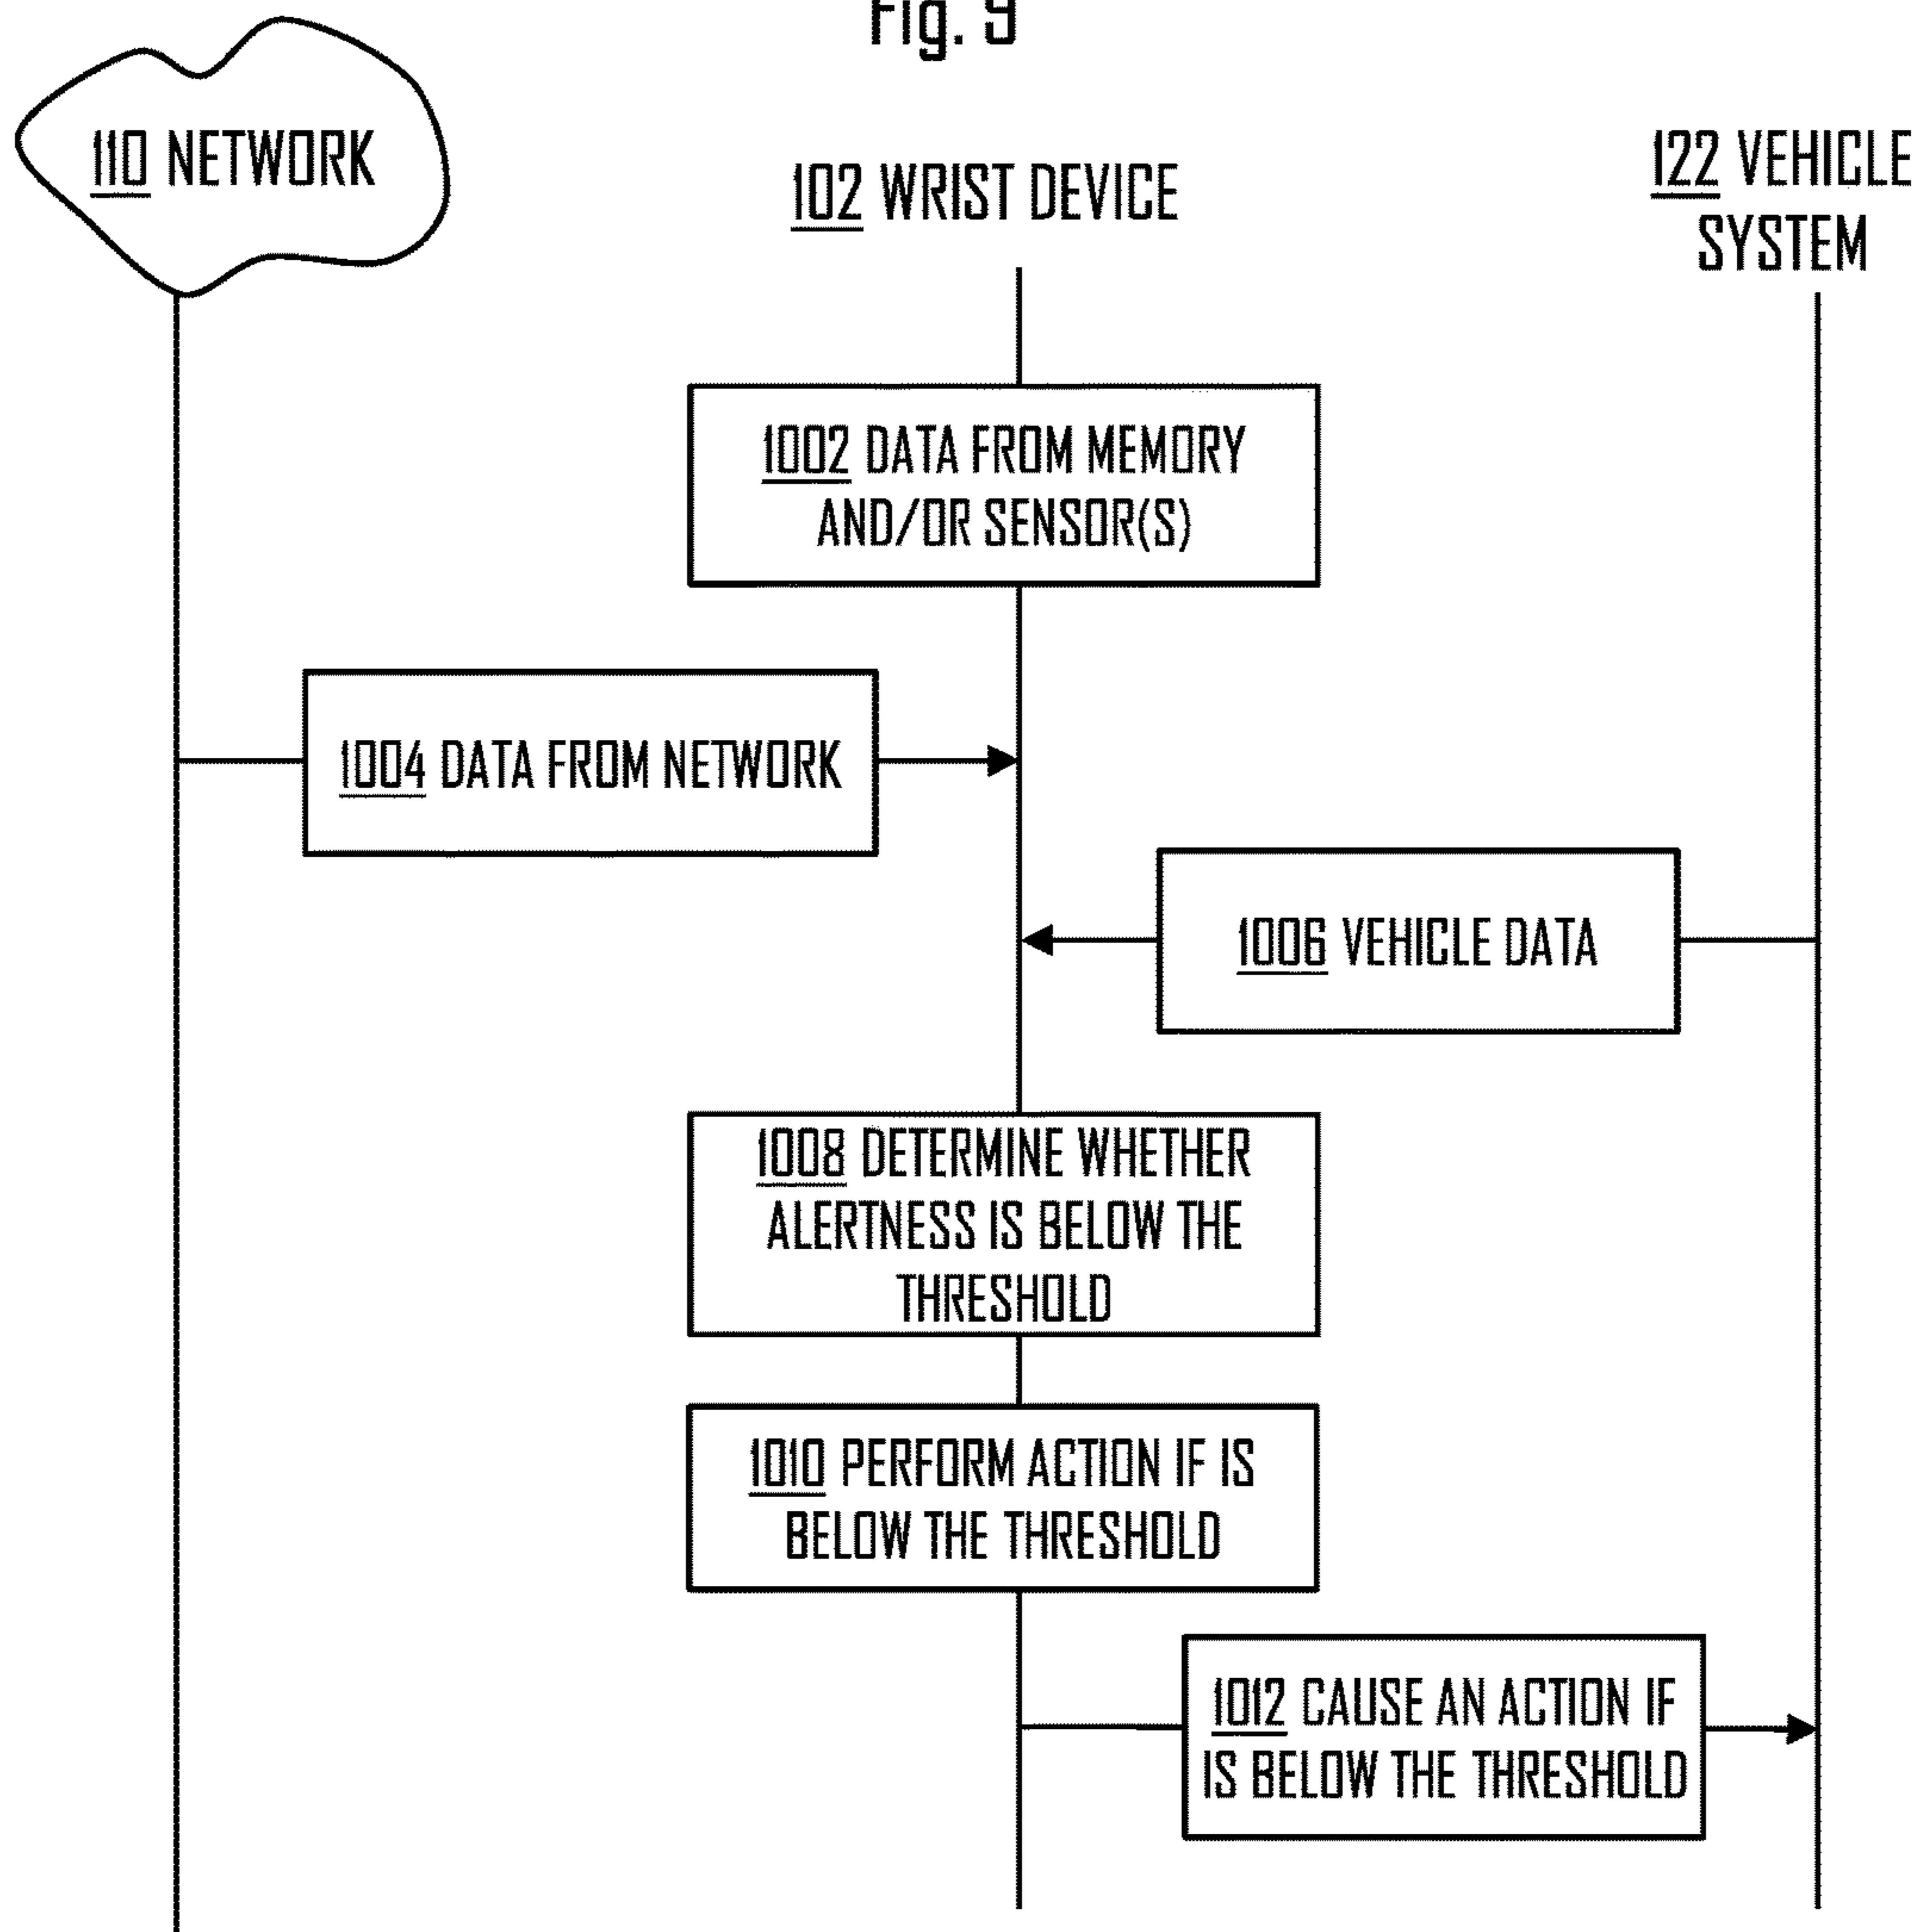 Fig. 9
110 NETWORK
102 WRIST DEVICE
122 VEHICLE
SYSTEM
1002 DATA FROM MEMORY
AND/OR SENSOR(S)
1004 DATA FROM NETWORK
1006 VEHICLE DATA
1008 DETERMINE WHETHER
ALERTNESS IS BELOW THE
THRESHOLD
1010 PERFORM ACTION IF IS
BELOW THE THRESHOLD
1012 CAUSE AN ACTION IF
IS BELOW THE THRESHOLD